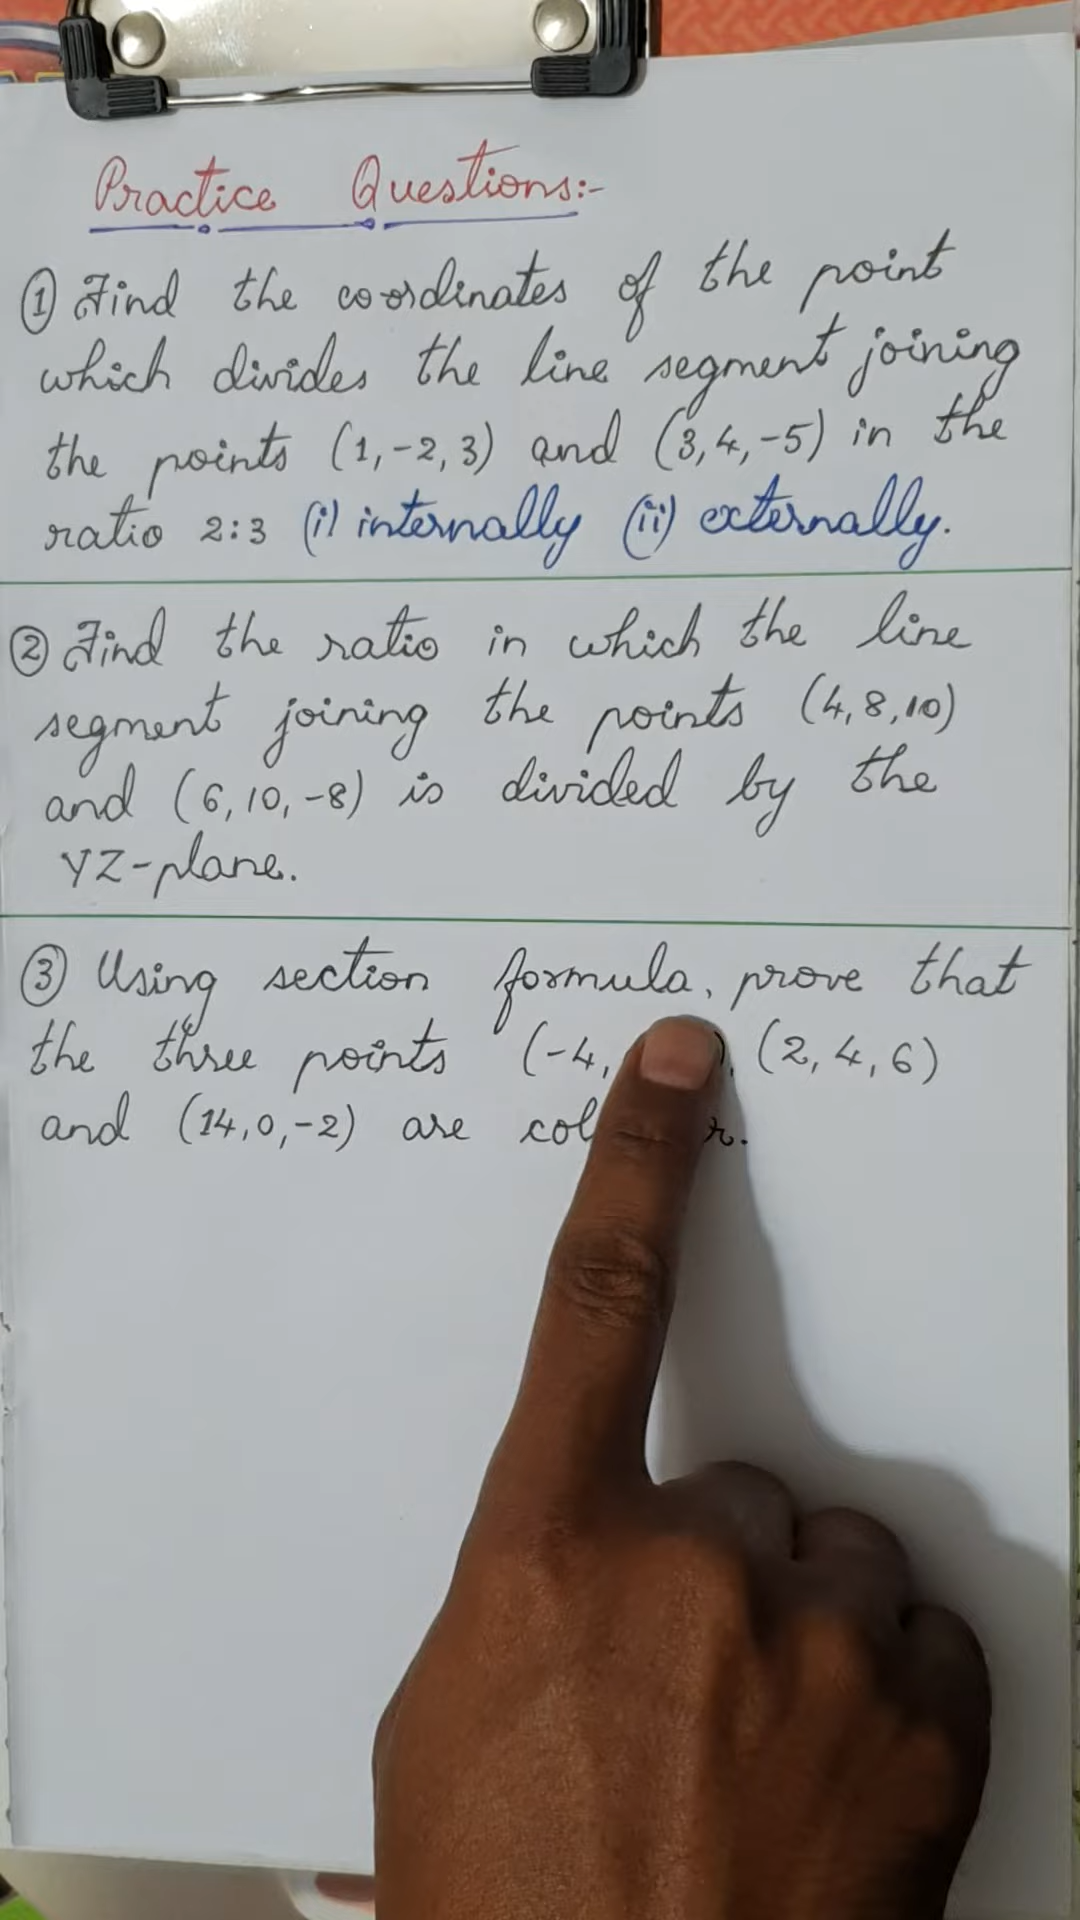 Practice Questions:-
① Find the coordinates of the point
which divides the line segment joining
the points (1,-2,3) and (3,4,-5) in the
ratio 2:3 (i) internally (ii) externally.
② Find the ratio in which the line
segment joining the points (4,8,10)
and (6,10,-8) is divided by the
YZ-plane.
③ Using section formula, prove that
the three points (-4, ), (2,4,6)
and (14,0,-2) are